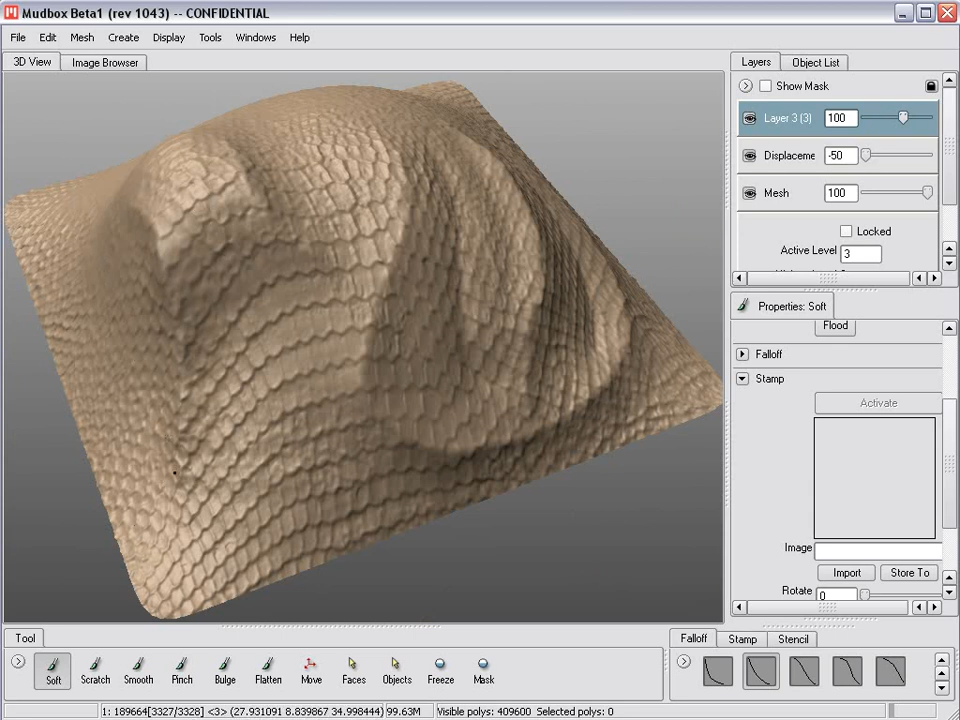 Mudbox Beta1 (rev 1043) -- CONFIDENTIAL
File Edit Mesh Create Display Tools Windows Help
3D View Image Browser
Layers Object List
Show Mask
Layer 3 (3) 100
Displaceme -50
Mesh 100
Locked
Active Level 3
Properties: Soft
Flood
Falloff
Stamp
Activate
Image
Import Store To
Rotate 0
Tool
Falloff Stamp Stencil
Soft Scratch Smooth Pinch Bulge Flatten Move Faces Objects Freeze Mask
1: 189664[3327/3328] <3> (27.931091 8.839867 34.998444) 99.63M Visible polys: 409600 Selected polys: 0